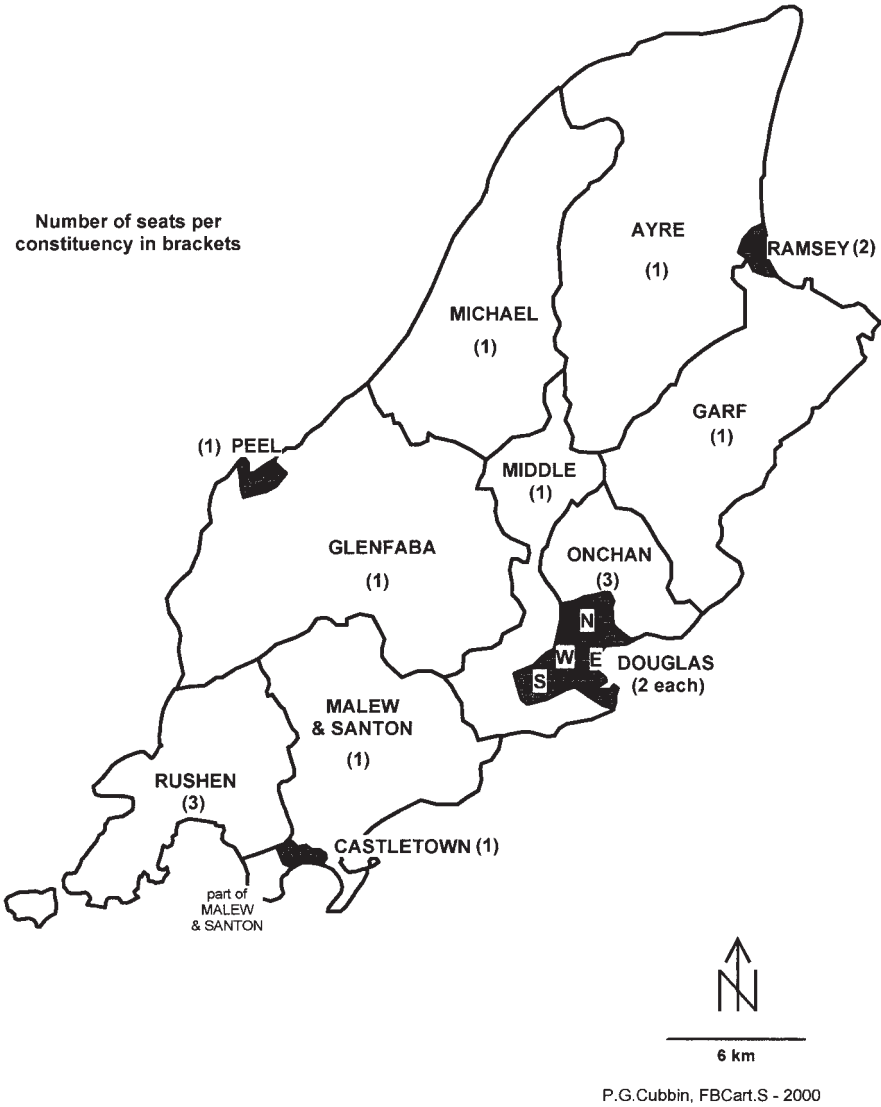 Number of seats per
constituency in brackets
AYRE
(1)
RAMSEY (2)
MICHAEL
(1)
GARF
(1)
(1) PEEL
MIDDLE
(1)
GLENFABA
(1)
ONCHAN
(3)
N
W E
S
DOUGLAS
(2 each)
MALEW
& SANTON
(1)
RUSHEN
(3)
CASTLETOWN (1)
part of
MALEW
& SANTON
N
6 km
P.G.Cubbin, FBCart.S - 2000